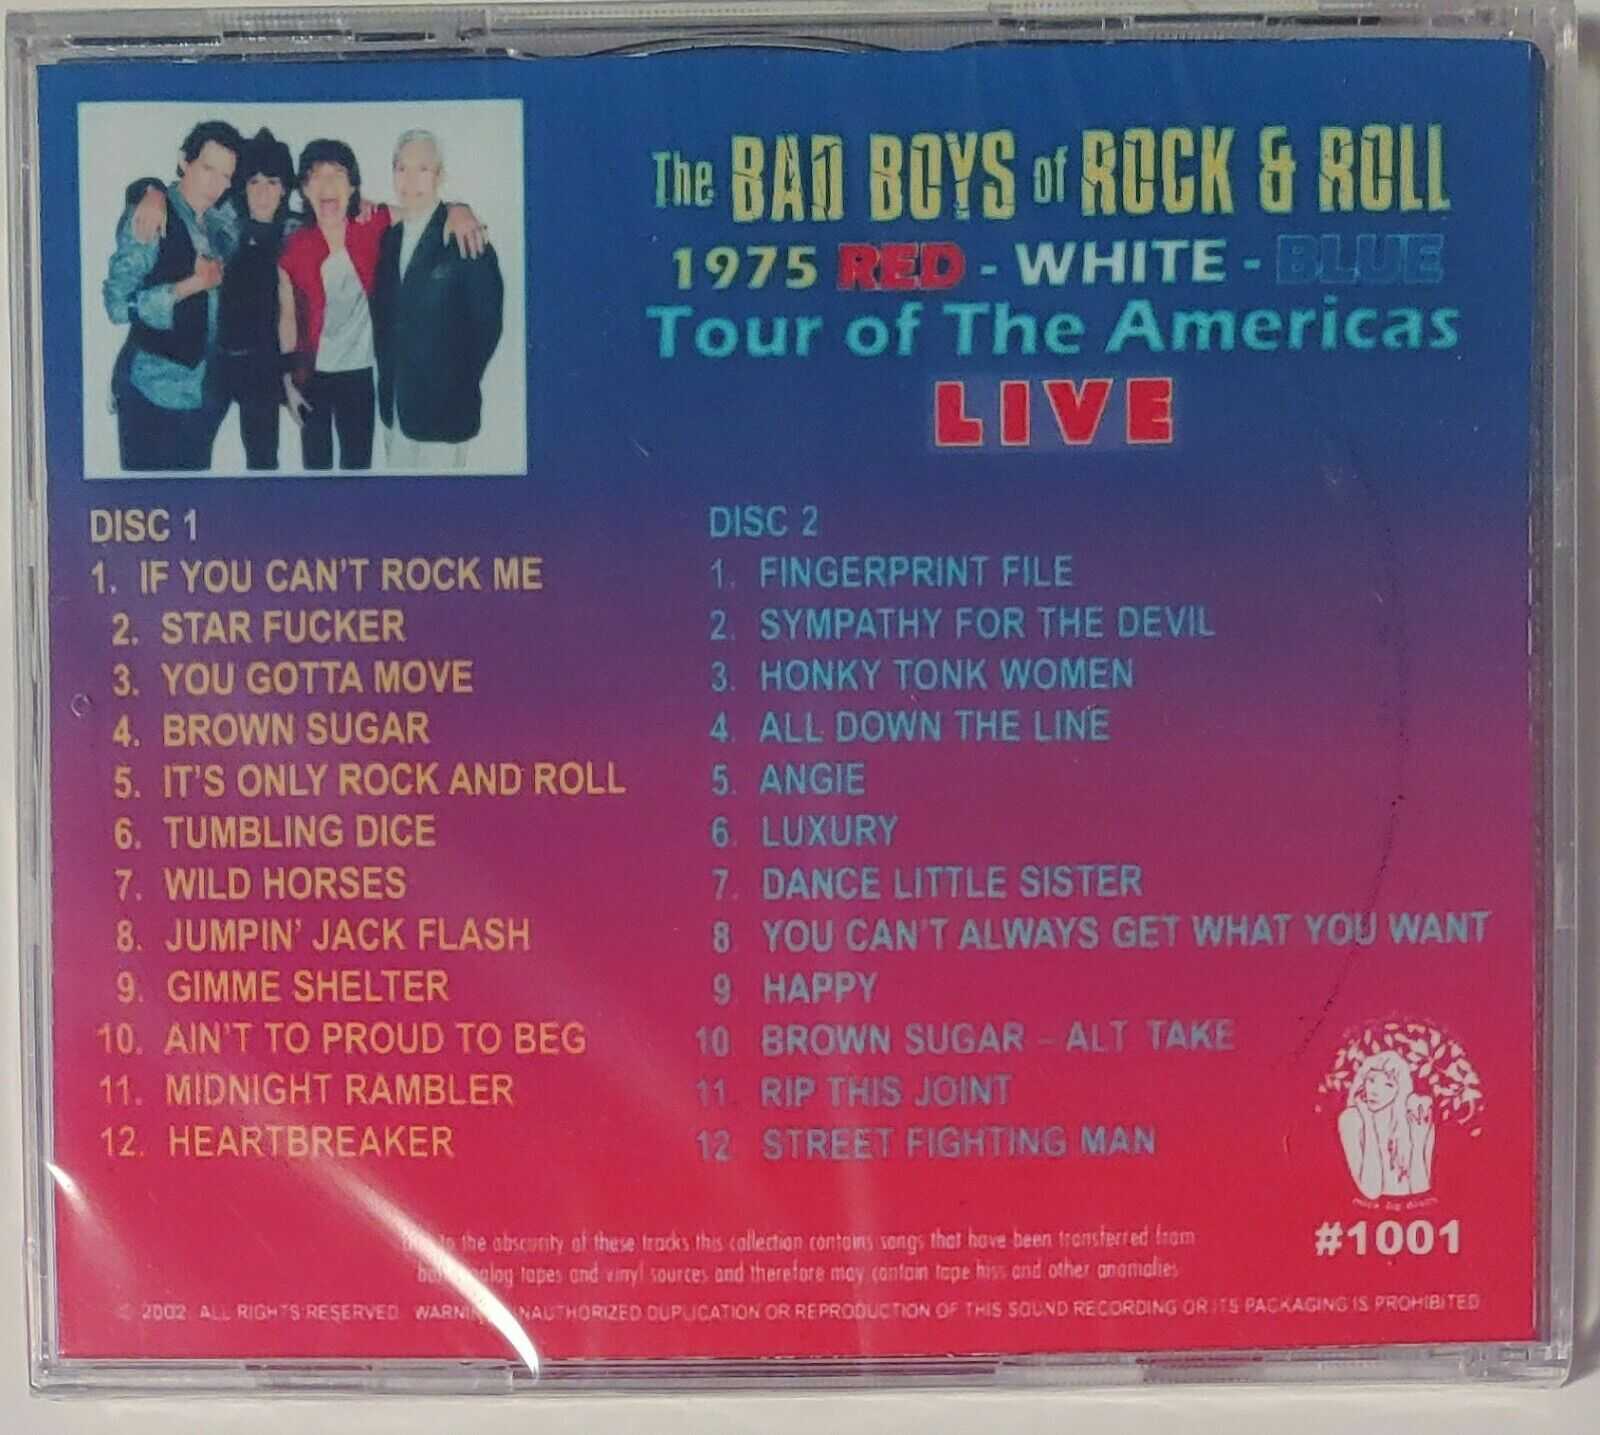 The BAD BOYS of ROCK & ROLL
1975 RED - WHITE - BLUE
Tour of The Americas
LIVE
DISC 1
1. IF YOU CAN'T ROCK ME
2. STAR FUCKER
3. YOU GOTTA MOVE
4. BROWN SUGAR
5. IT'S ONLY ROCK AND ROLL
6. TUMBLING DICE
7. WILD HORSES
8. JUMPIN' JACK FLASH
9. GIMME SHELTER
10. AIN'T TO PROUD TO BEG
11. MIDNIGHT RAMBLER
12. HEARTBREAKER
DISC 2
1. FINGERPRINT FILE
2. SYMPATHY FOR THE DEVIL
3. HONKY TONK WOMEN
4. ALL DOWN THE LINE
5. ANGIE
6. LUXURY
7. DANCE LITTLE SISTER
8 YOU CAN'T ALWAYS GET WHAT YOU WANT
9 HAPPY
10 BROWN SUGAR - ALT TAKE
11 RIP THIS JOINT
12 STREET FIGHTING MAN
#1001
to the obscurity of these tracks this collection contains songs that have been transferred from
tapes and vinyl sources and therefore may contain tape hiss and other anomalies
© 2002 ALL RIGHTS RESERVED. WARNING UNAUTHORIZED DUPLICATION OR REPRODUCTION OF THIS SOUND RECORDING OR ITS PACKAGING IS PROHIBITED